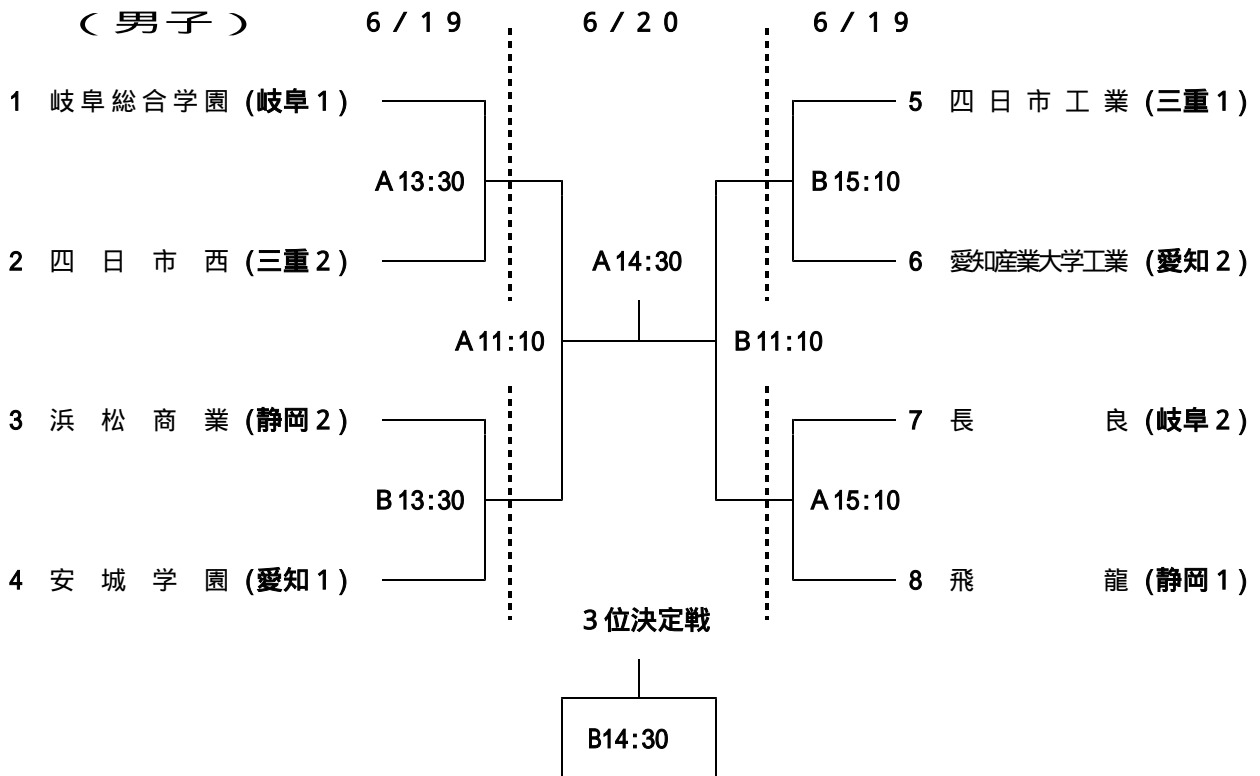 (男子) 6/19 6/20 6/19
1 岐阜総合学園 (岐阜1) 5 四日市工業 (三重1)
A13:30 B15:10
2 四日市西 (三重2) A14:30 6 愛知産業大学工業 (愛知2)
A11:10 B11:10
3 浜松商業 (静岡2) 7 長良 (岐阜2)
B13:30 A15:10
4 安城学園 (愛知1) 8 飛龍 (静岡1)
3位決定戦
B14:30